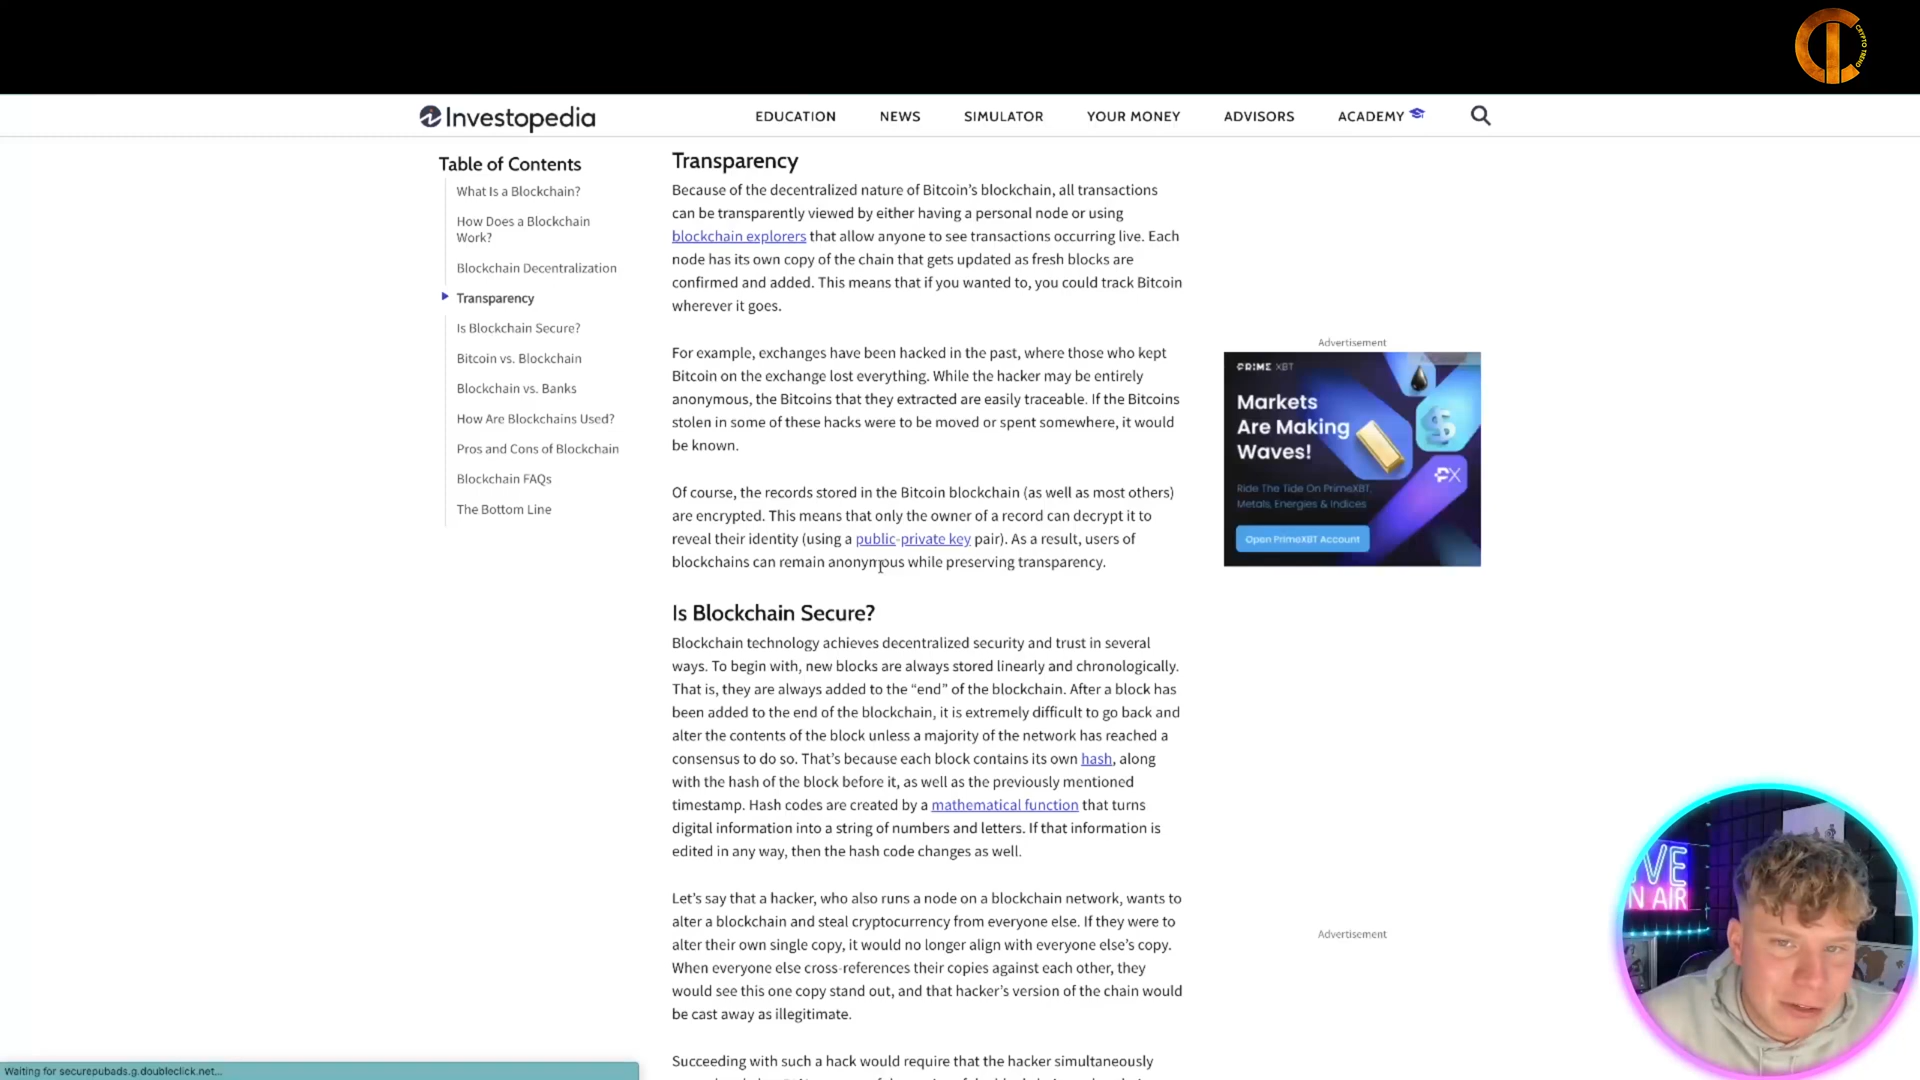 CRYPTO TREND
Investopedia
EDUCATION
NEWS
SIMULATOR
YOUR MONEY
ADVISORS
ACADEMY
Table of Contents
What Is a Blockchain?
How Does a Blockchain
Work?
Blockchain Decentralization
Transparency
Is Blockchain Secure?
Bitcoin vs. Blockchain
Blockchain vs. Banks
How Are Blockchains Used?
Pros and Cons of Blockchain
Blockchain FAQs
The Bottom Line
Transparency
Because of the decentralized nature of Bitcoin's blockchain, all transactions
can be transparently viewed by either having a personal node or using
blockchain explorers that allow anyone to see transactions occurring live. Each
node has its own copy of the chain that gets updated as fresh blocks are
confirmed and added. This means that if you wanted to, you could track Bitcoin
wherever it goes.
For example, exchanges have been hacked in the past, where those who kept
Bitcoin on the exchange lost everything. While the hacker may be entirely
anonymous, the Bitcoins that they extracted are easily traceable. If the Bitcoins
stolen in some of these hacks were to be moved or spent somewhere, it would
be known.
Of course, the records stored in the Bitcoin blockchain (as well as most others)
are encrypted. This means that only the owner of a record can decrypt it to
reveal their identity (using a public-private key pair). As a result, users of
blockchains can remain anonymous while preserving transparency.
Is Blockchain Secure?
Blockchain technology achieves decentralized security and trust in several
ways. To begin with, new blocks are always stored linearly and chronologically.
That is, they are always added to the “end” of the blockchain. After a block has
been added to the end of the blockchain, it is extremely difficult to go back and
alter the contents of the block unless a majority of the network has reached a
consensus to do so. That's because each block contains its own hash, along
with the hash of the block before it, as well as the previously mentioned
timestamp. Hash codes are created by a mathematical function that turns
digital information into a string of numbers and letters. If that information is
edited in any way, then the hash code changes as well.
Let's say that a hacker, who also runs a node on a blockchain network, wants to
alter a blockchain and steal cryptocurrency from everyone else. If they were to
alter their own single copy, it would no longer align with everyone else's copy.
When everyone else cross-references their copies against each other, they
would see this one copy stand out, and that hacker's version of the chain would
be cast away as illegitimate.
Succeeding with such a hack would require that the hacker simultaneously
Advertisement
PRIME XBT
Markets
Are Making
Waves!
Ride The Tide On PrimeXBT,
Metals, Energies & Indices
Open PrimeXBT Account
Advertisement
VE
N AIR
Waiting for securepubads.g.doubleclick.net...